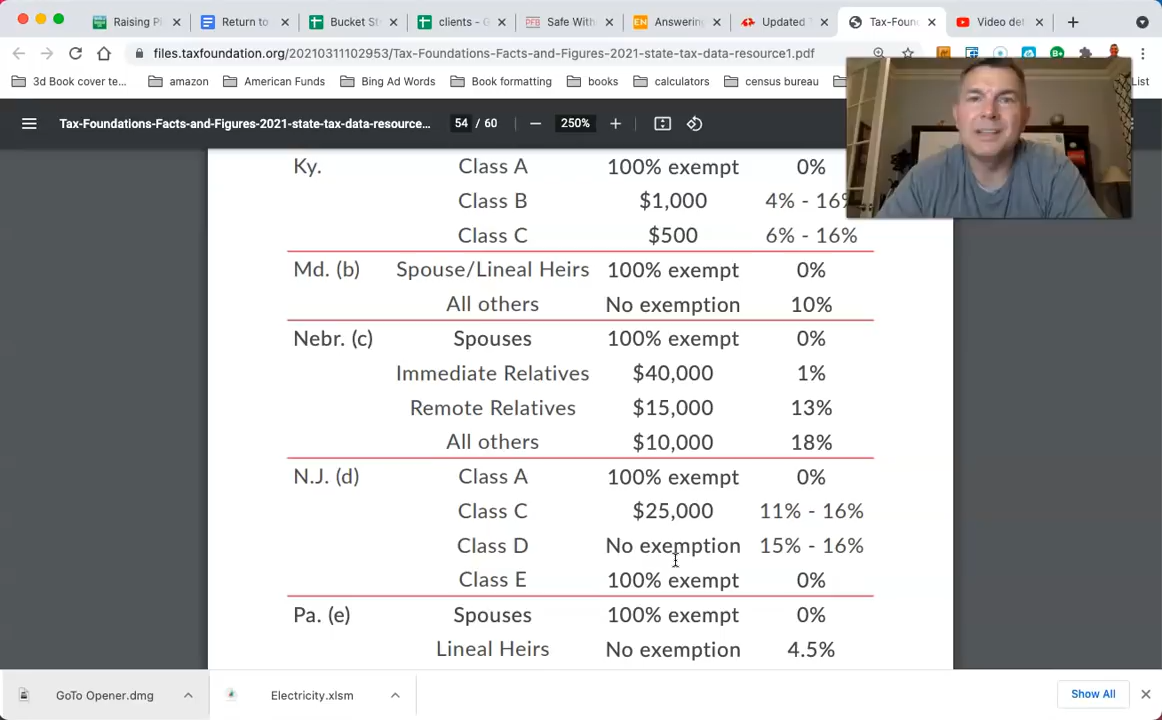 Raising Pi
Return to
Bucket St
clients - G
Safe With
Answering
Updated T
Tax-Foun
Video det
files.taxfoundation.org/20210311102953/Tax-Foundations-Facts-and-Figures-2021-state-tax-data-resource1.pdf
3d Book cover te...
amazon
American Funds
Bing Ad Words
Book formatting
books
calculators
census bureau
List
Tax-Foundations-Facts-and-Figures-2021-state-tax-data-resource...
54 / 60
250%
Ky. Class A 100% exempt 0%
Class B $1,000 4% - 16%
Class C $500 6% - 16%
Md. (b) Spouse/Lineal Heirs 100% exempt 0%
All others No exemption 10%
Nebr. (c) Spouses 100% exempt 0%
Immediate Relatives $40,000 1%
Remote Relatives $15,000 13%
All others $10,000 18%
N.J. (d) Class A 100% exempt 0%
Class C $25,000 11% - 16%
Class D No exemption 15% - 16%
Class E 100% exempt 0%
Pa. (e) Spouses 100% exempt 0%
Lineal Heirs No exemption 4.5%
GoTo Opener.dmg
Electricity.xlsm
Show All